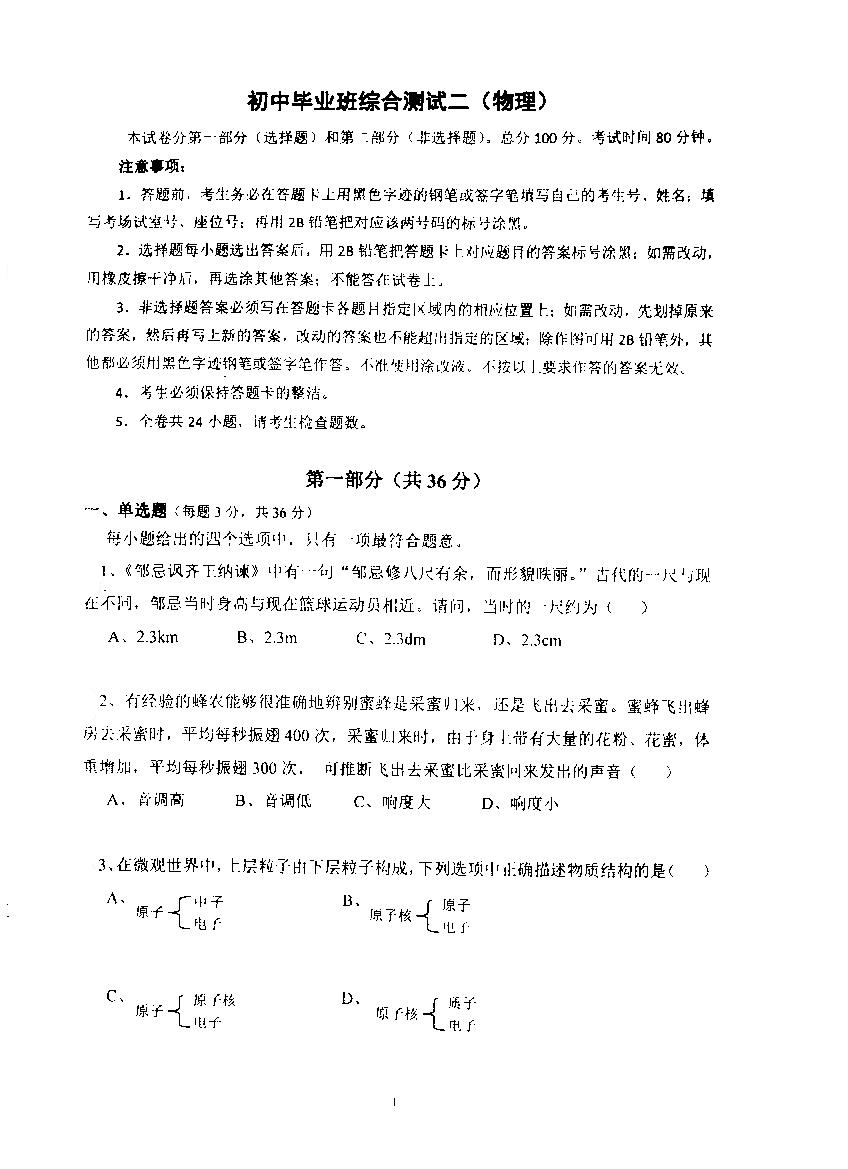 初中毕业班综合测试二（物理）
本试卷分第一部分（选择题）和第二部分（非选择题）。总分 100 分。考试时间 80 分钟。
注意事项：
1．答题前，考生务必在答题卡上用黑色字迹的钢笔或签字笔填写自己的考生号、姓名；填
写考场试室号、座位号；再用 2B 铅笔把对应该两号码的标号涂黑。
2．选择题每小题选出答案后，用 2B 铅笔把答题卡上对应题目的答案标号涂黑；如需改动，
用橡皮擦干净后，再选涂其他答案；不能答在试卷上。
3．非选择题答案必须写在答题卡各题目指定区域内的相应位置上；如需改动，先划掉原来
的答案，然后再写上新的答案，改动的答案也不能超出指定的区域；除作图可用 2B 铅笔外，其
他都必须用黑色字迹钢笔或签字笔作答。不准使用涂改液。不按以上要求作答的答案无效。
4．考生必须保持答题卡的整洁。
5．全卷共 24 小题，请考生检查题数。
第一部分（共 36 分）
一、单选题（每题 3 分，共 36 分）
每小题给出的四个选项中，只有一项最符合题意。
1、《邹忌讽齐王纳谏》中有一句“邹忌修八尺有余，而形貌昳丽。”古代的一尺与现
在不同，邹忌当时身高与现在篮球运动员相近。请问，当时的一尺约为（　　）
A、2.3km　B、2.3m　C、2.3dm　D、2.3cm
2、有经验的蜂农能够很准确地辨别蜜蜂是采蜜归来，还是飞出去采蜜。蜜蜂飞出蜂
房去采蜜时，平均每秒振翅 400 次，采蜜归来时，由于身上带有大量的花粉、花蜜，体
重增加，平均每秒振翅 300 次，　可推断飞出去采蜜比采蜜回来发出的声音（　　）
A、音调高　B、音调低　C、响度大　D、响度小
3、在微观世界中，上层粒子由下层粒子构成，下列选项中正确描述物质结构的是（　　）
A、原子{中子 电子　B、原子核{原子 电子
C、原子{原子核 电子　D、原子核{质子 电子
1